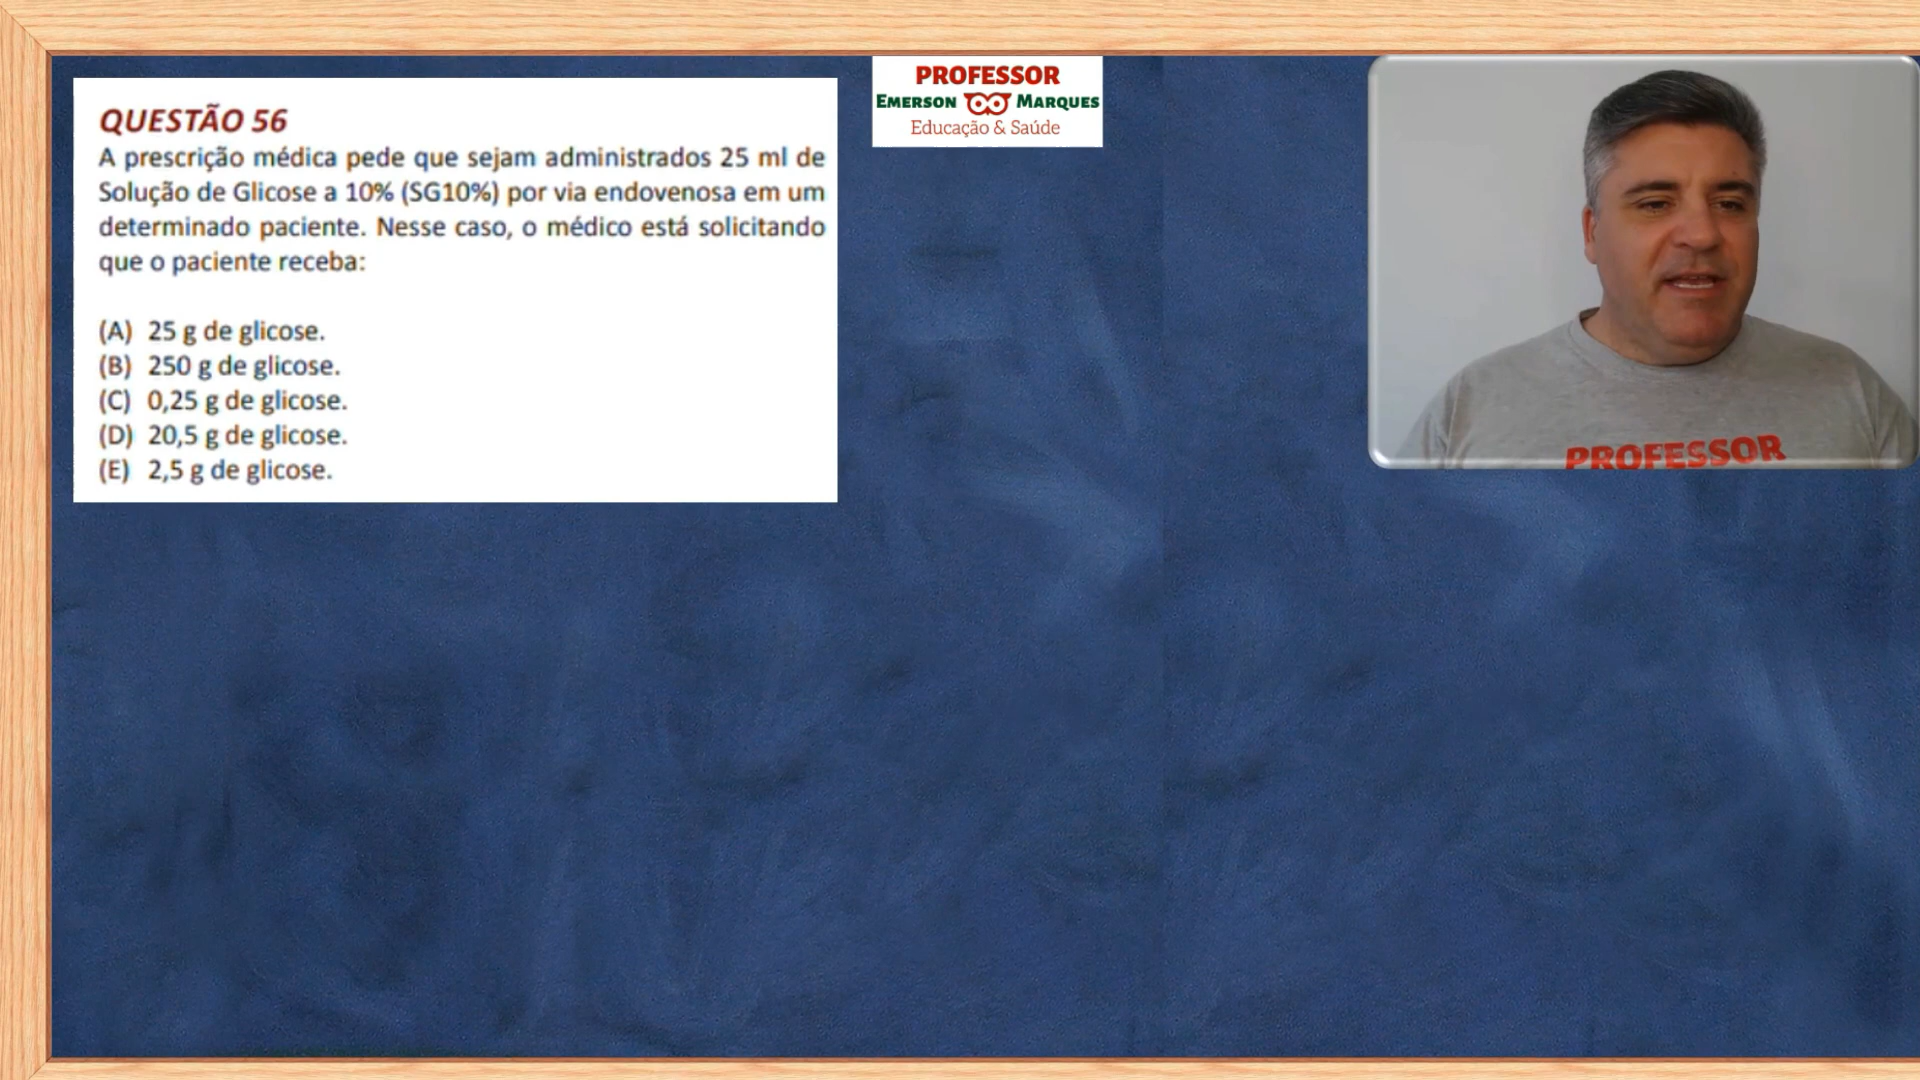 QUESTÃO 56
A prescrição médica pede que sejam administrados 25 ml de
Solução de Glicose a 10% (SG10%) por via endovenosa em um
determinado paciente. Nesse caso, o médico está solicitando
que o paciente receba:
(A) 25 g de glicose.
(B) 250 g de glicose.
(C) 0,25 g de glicose.
(D) 20,5 g de glicose.
(E) 2,5 g de glicose.
PROFESSOR
EMERSON MARQUES
Educação & Saúde
PROFESSOR